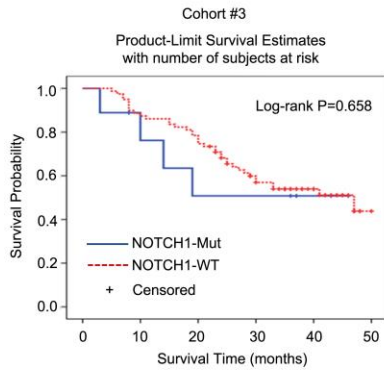 Cohort #3
Product-Limit Survival Estimates
with number of subjects at risk
Log-rank P=0.658
Survival Probability
1.0
0.8
0.6
0.4
0.2
0.0
NOTCH1-Mut
NOTCH1-WT
+ Censored
0 10 20 30 40 50
Survival Time (months)